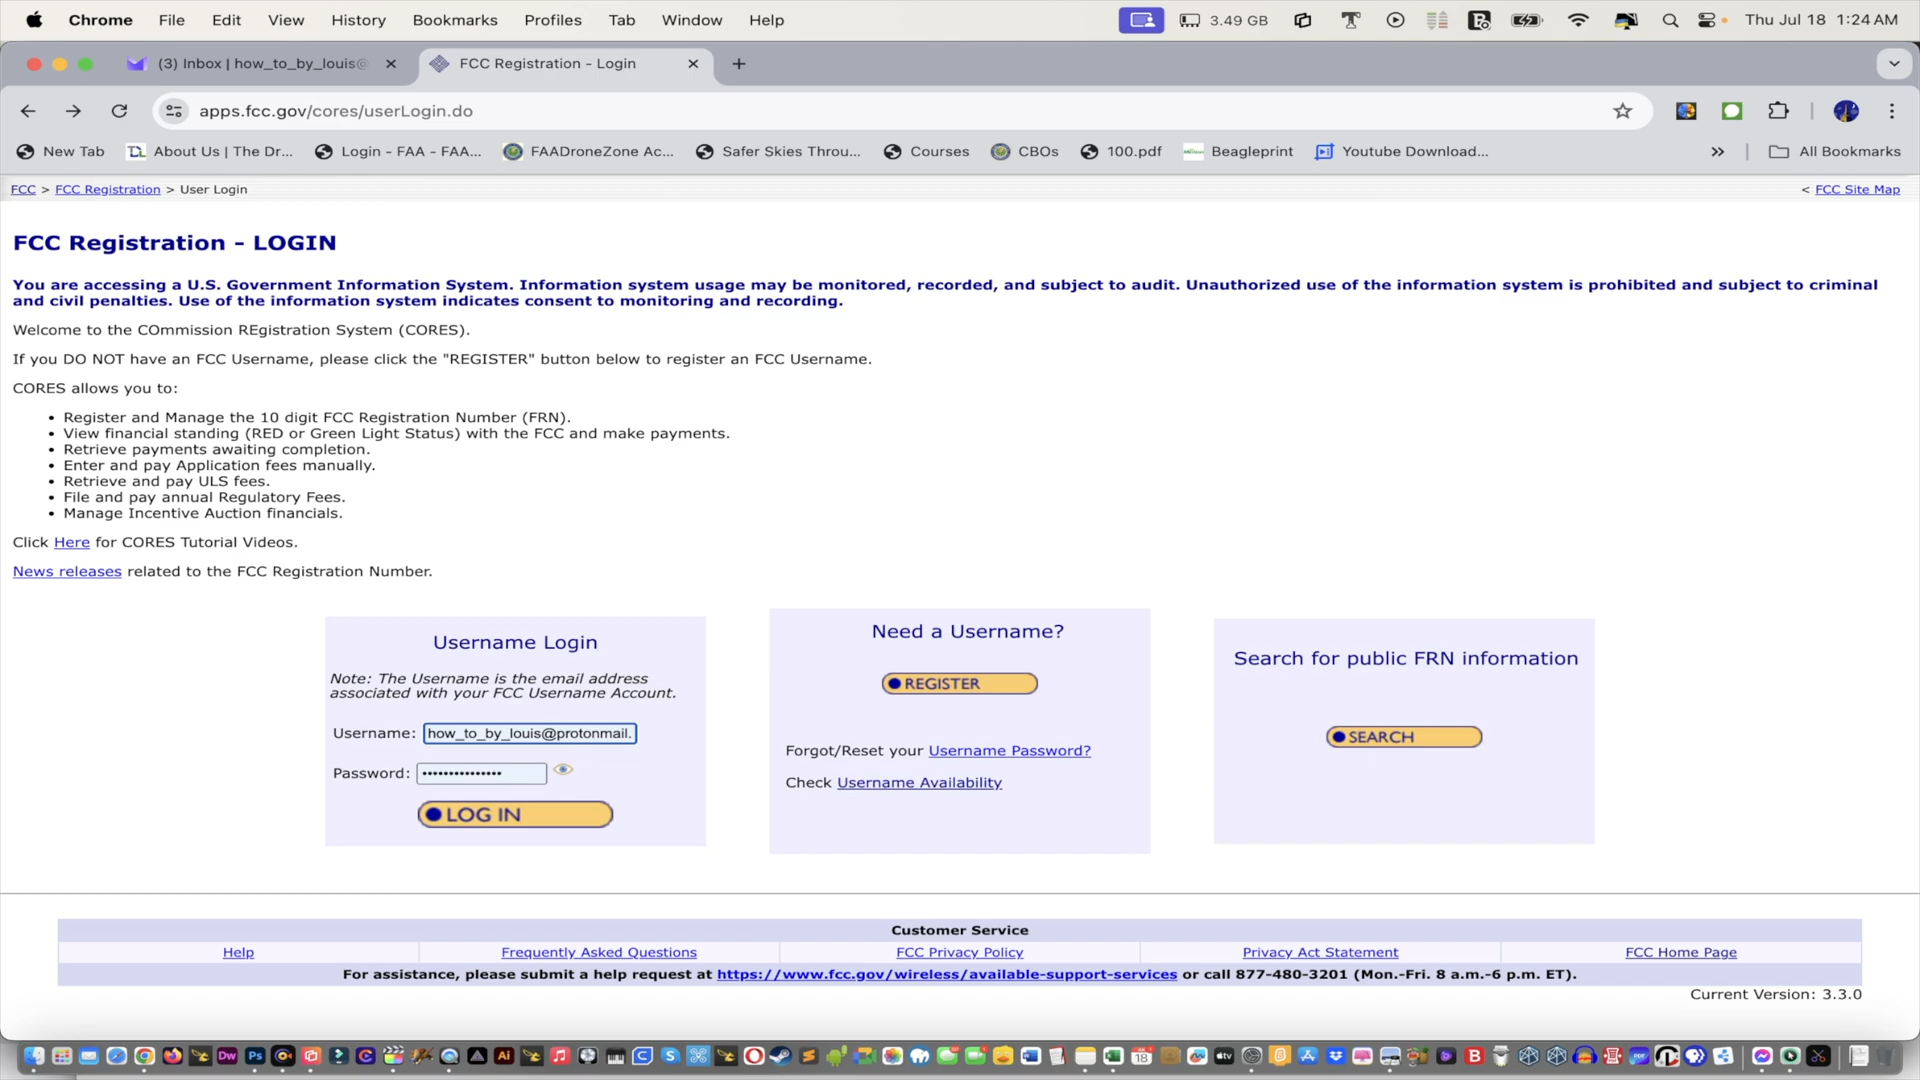 Chrome File Edit View History Bookmarks Profiles Tab Window Help 3.49 GB Thu Jul 18 1:24 AM
(3) Inbox | how_to_by_louis@ FCC Registration - Login
apps.fcc.gov/cores/userLogin.do
New Tab About Us | The Dr... Login - FAA - FAA... FAADroneZone Ac... Safer Skies Throu... Courses CBOs 100.pdf Beagleprint Youtube Download... All Bookmarks
FCC > FCC Registration > User Login < FCC Site Map
FCC Registration - LOGIN
You are accessing a U.S. Government Information System. Information system usage may be monitored, recorded, and subject to audit. Unauthorized use of the information system is prohibited and subject to criminal
and civil penalties. Use of the information system indicates consent to monitoring and recording.
Welcome to the COmmission REgistration System (CORES).
If you DO NOT have an FCC Username, please click the "REGISTER" button below to register an FCC Username.
CORES allows you to:
• Register and Manage the 10 digit FCC Registration Number (FRN).
• View financial standing (RED or Green Light Status) with the FCC and make payments.
• Retrieve payments awaiting completion.
• Enter and pay Application fees manually.
• Retrieve and pay ULS fees.
• File and pay annual Regulatory Fees.
• Manage Incentive Auction financials.
Click Here for CORES Tutorial Videos.
News releases related to the FCC Registration Number.
Username Login
Note: The Username is the email address
associated with your FCC Username Account.
Username: how_to_by_louis@protonmail.
Password: •••••••••••••••
LOG IN
Need a Username?
REGISTER
Forgot/Reset your Username Password?
Check Username Availability
Search for public FRN information
SEARCH
Customer Service
Help Frequently Asked Questions FCC Privacy Policy Privacy Act Statement FCC Home Page
For assistance, please submit a help request at https://www.fcc.gov/wireless/available-support-services or call 877-480-3201 (Mon.-Fri. 8 a.m.-6 p.m. ET).
Current Version: 3.3.0